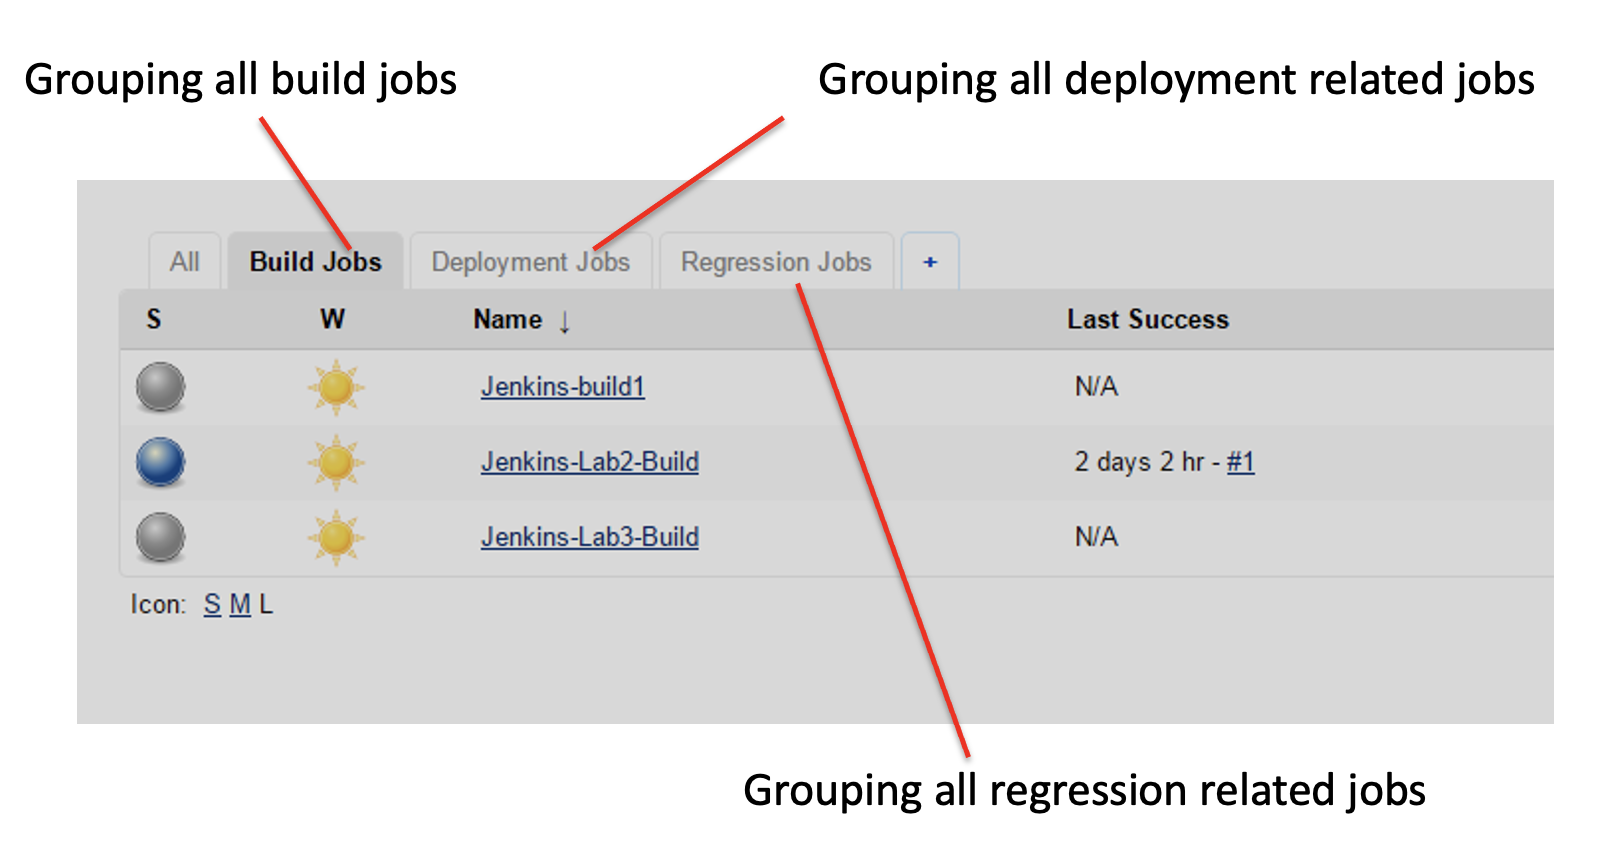 Grouping all build jobs
Grouping all deployment related jobs
All Build Jobs Deployment Jobs Regression Jobs +
S W Name ↓ Last Success
Jenkins-build1 N/A
Jenkins-Lab2-Build 2 days 2 hr - #1
Jenkins-Lab3-Build N/A
Icon: S M L
Grouping all regression related jobs